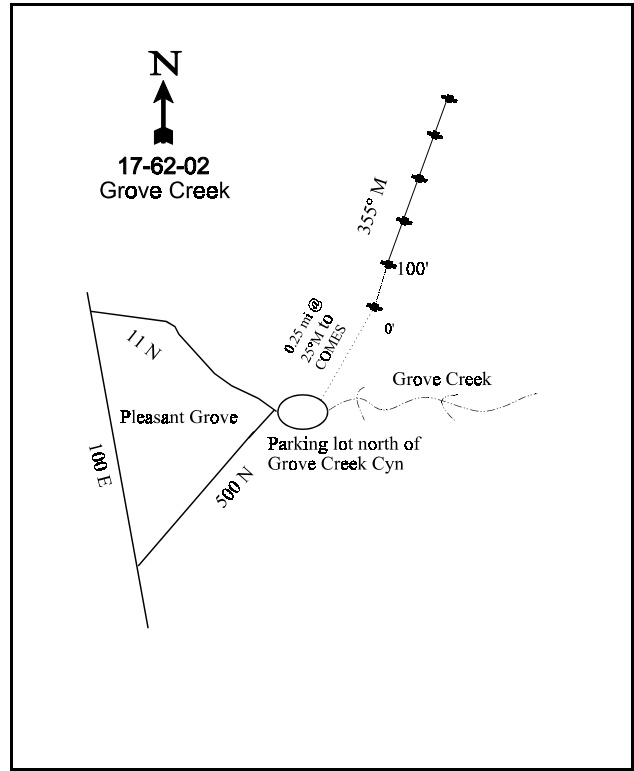 N
17-62-02
Grove Creek
355° M
100'
0'
0.25 mi @
25°M to
COMES
11 N
Grove Creek
Pleasant Grove
Parking lot north of
Grove Creek Cyn
100 E
500 N